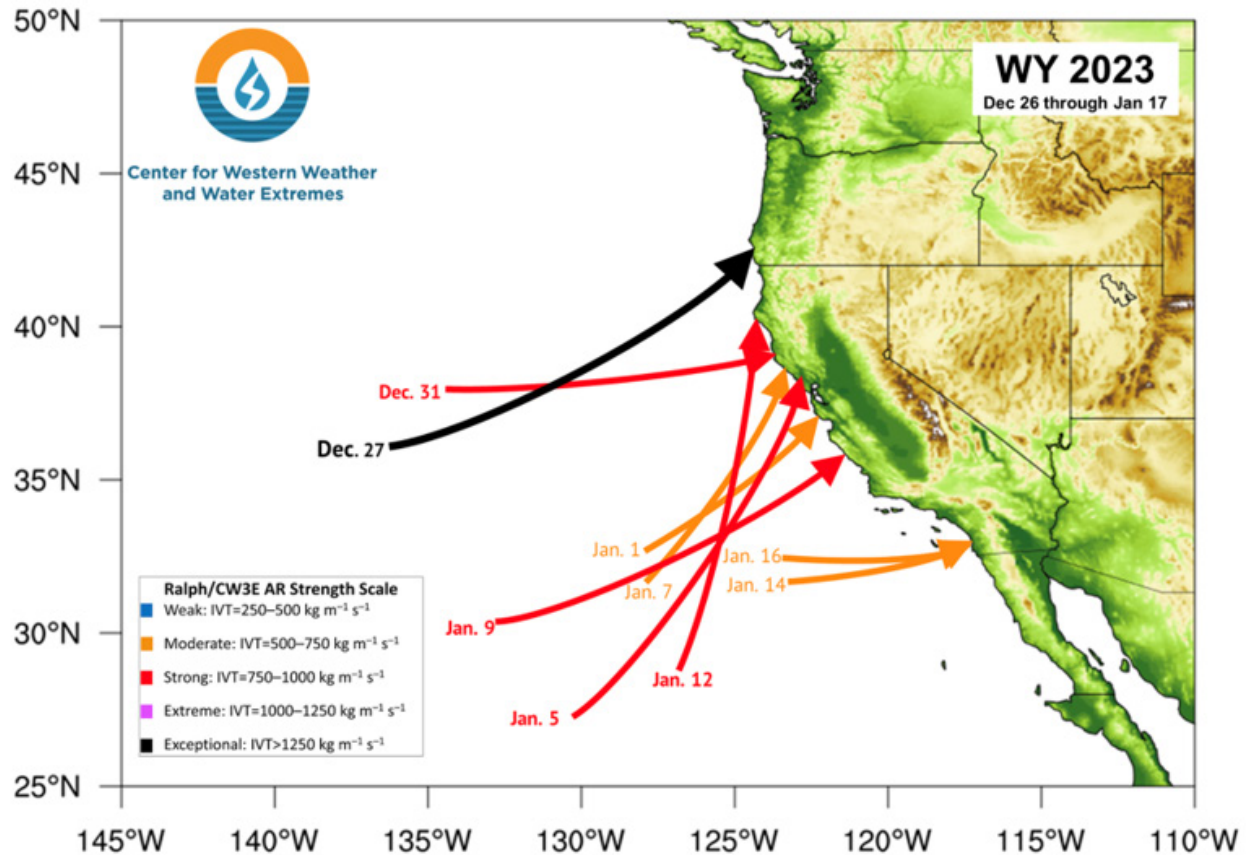 50°N
45°N
40°N
35°N
30°N
25°N
145°W
140°W
135°W
130°W
125°W
120°W
115°W
110°W
Center for Western Weather
and Water Extremes
WY 2023
Dec 26 through Jan 17
Dec. 31
Dec. 27
Jan. 1
Jan. 7
Jan. 16
Jan. 14
Jan. 9
Jan. 12
Jan. 5
Ralph/CW3E AR Strength Scale
Weak: IVT=250–500 kg m⁻¹ s⁻¹
Moderate: IVT=500–750 kg m⁻¹ s⁻¹
Strong: IVT=750–1000 kg m⁻¹ s⁻¹
Extreme: IVT=1000–1250 kg m⁻¹ s⁻¹
Exceptional: IVT>1250 kg m⁻¹ s⁻¹